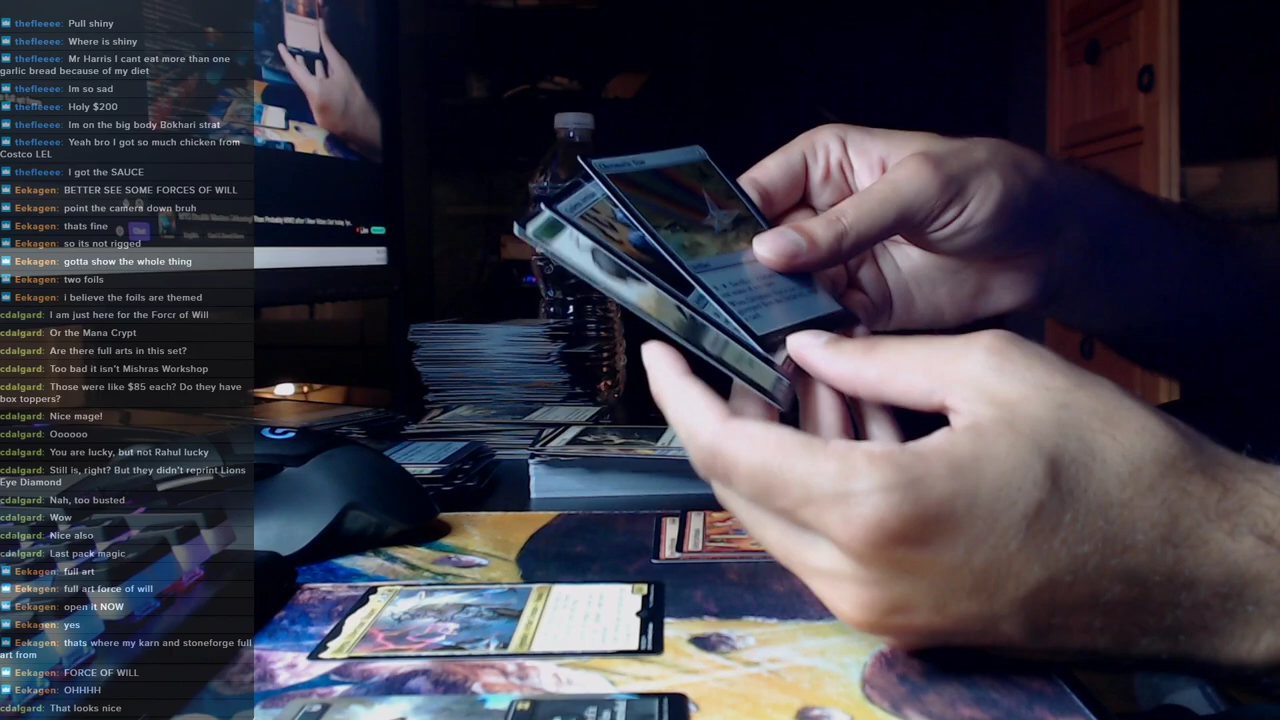 thefleeee: Pull shiny
thefleeee: Where is shiny
thefleeee: Mr Harris I cant eat more than one
garlic bread because of my diet
thefleeee: Im so sad
thefleeee: Holy $200
thefleeee: Im on the big body Bokhari strat
thefleeee: Yeah bro I got so much chicken from
Costco LEL
thefleeee: I got the SAUCE
Eekagen: BETTER SEE SOME FORCES OF WILL
Eekagen: point the camera down bruh
Eekagen: thats fine
Eekagen: so its not rigged
Eekagen: gotta show the whole thing
Eekagen: two foils
Eekagen: i believe the foils are themed
cdalgard: I am just here for the Forcr of Will
cdalgard: Or the Mana Crypt
cdalgard: Are there full arts in this set?
cdalgard: Too bad it isn't Mishras Workshop
cdalgard: Those were like $85 each? Do they have
box toppers?
cdalgard: Nice mage!
cdalgard: Oooooo
cdalgard: You are lucky, but not Rahul lucky
cdalgard: Still is, right? But they didn't reprint Lions
Eye Diamond
cdalgard: Nah, too busted
cdalgard: Wow
cdalgard: Nice also
cdalgard: Last pack magic
Eekagen: full art
Eekagen: full art force of will
Eekagen: open it NOW
Eekagen: yes
Eekagen: thats where my karn and stoneforge full
art from
Eekagen: FORCE OF WILL
Eekagen: OHHHH
cdalgard: That looks nice
Chromatic Star